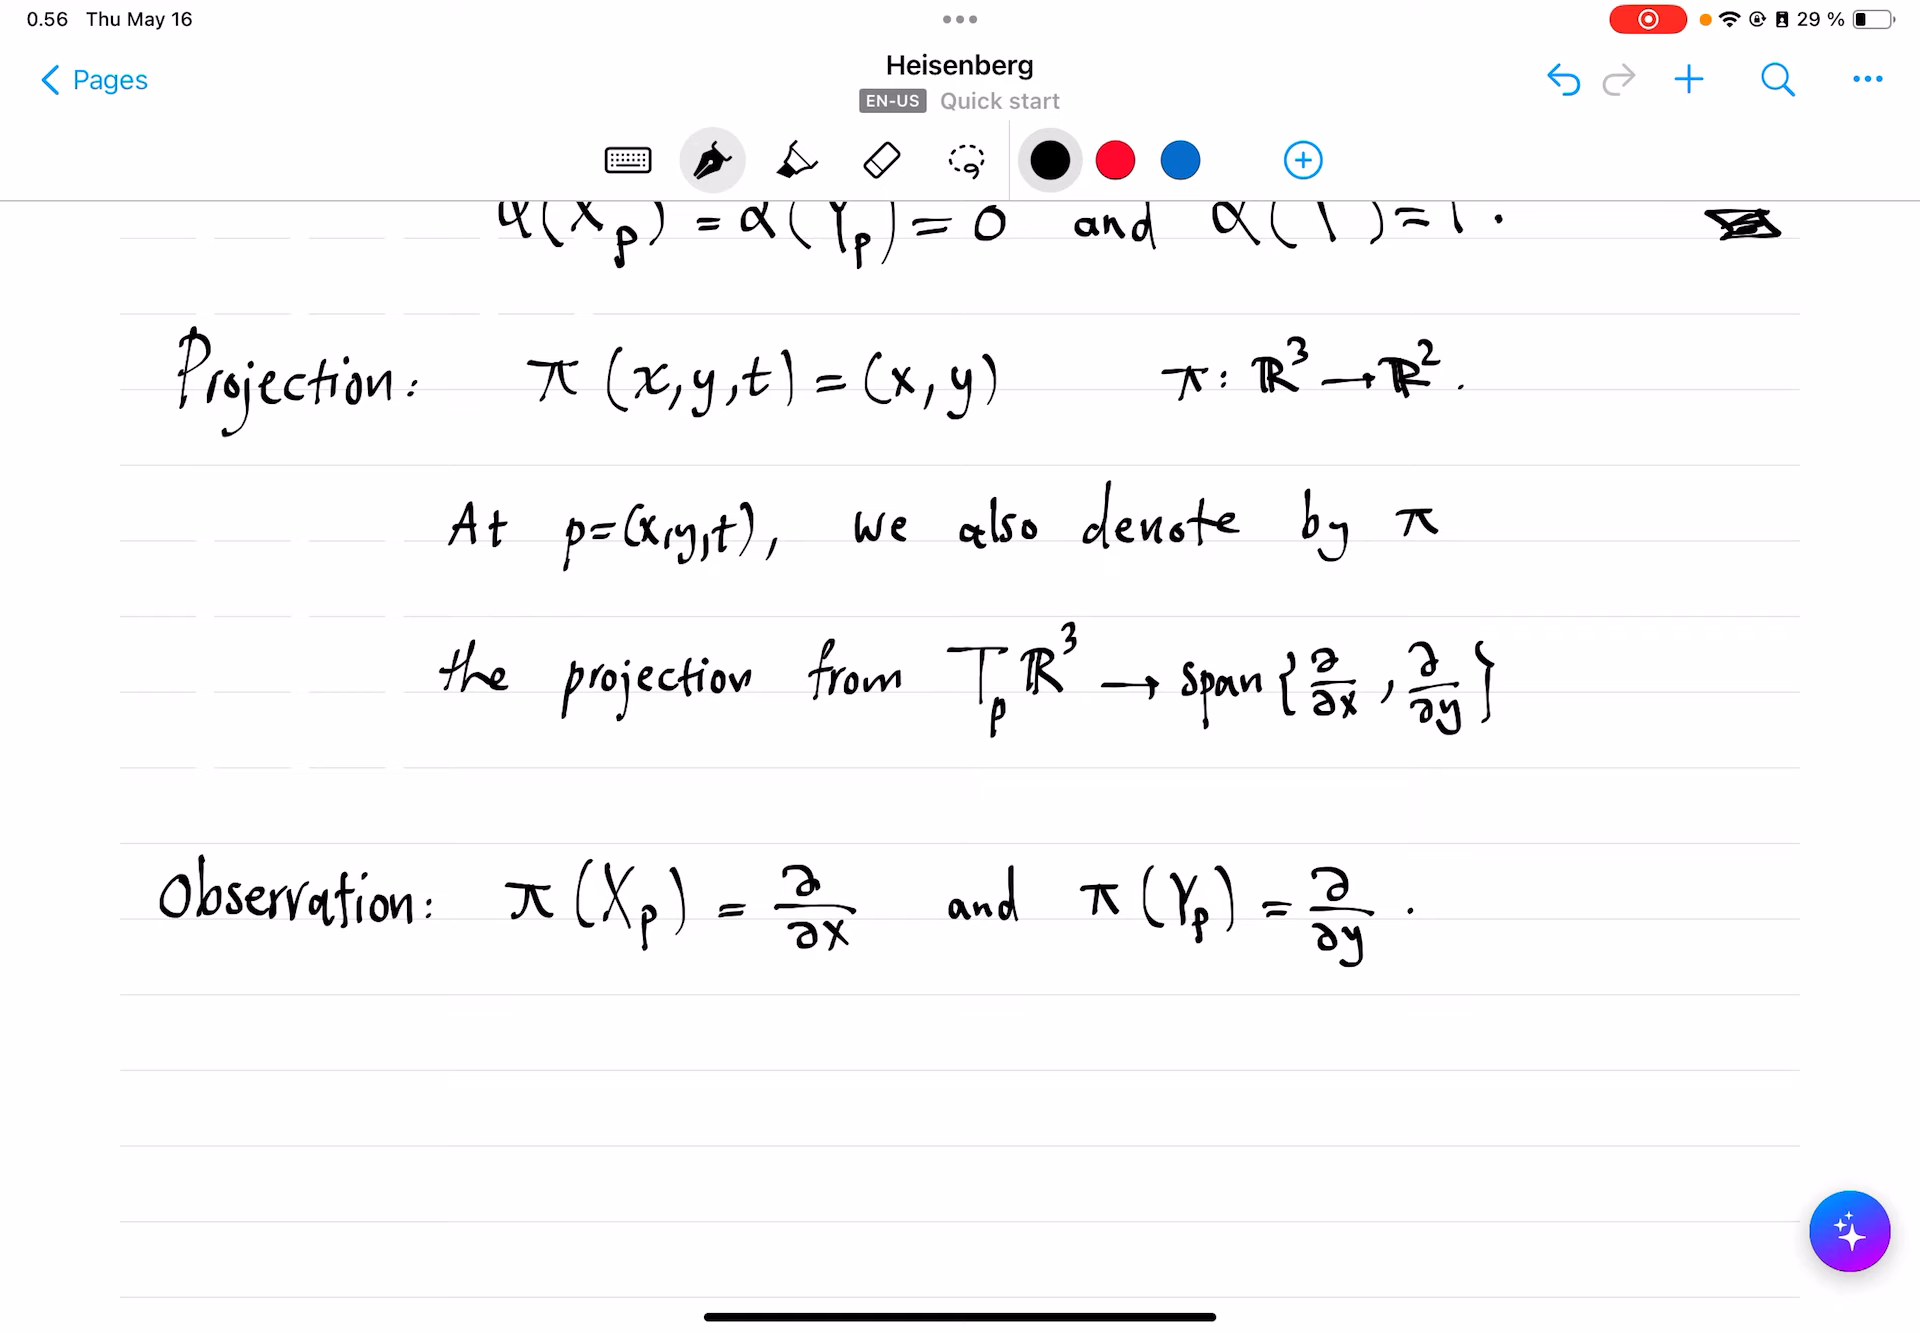 0.56 Thu May 16 29 %
Pages
Heisenberg
EN-US Quick start
α(X_p) = α(Y_p) = 0 and α(T) = 1.
Projection: π(x,y,t) = (x,y) π: ℝ³ → ℝ².
At p=(x,y,t), we also denote by π
the projection from T_pℝ³ → span{∂/∂x, ∂/∂y}
Observation: π(X_p) = ∂/∂x and π(Y_p) = ∂/∂y.